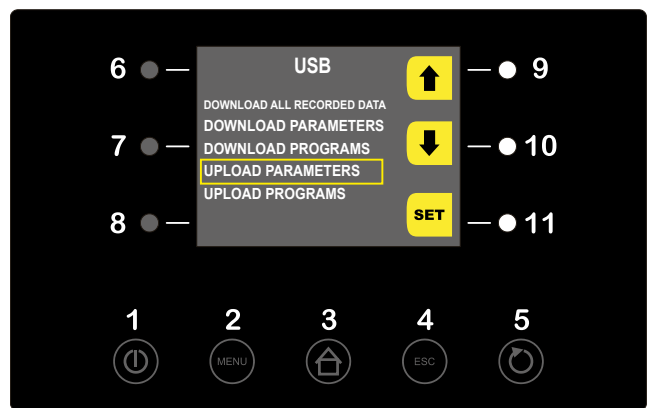 USB
6
9
DOWNLOAD ALL RECORDED DATA
DOWNLOAD PARAMETERS
7
DOWNLOAD PROGRAMS
10
UPLOAD PARAMETERS
UPLOAD PROGRAMS
8
SET
11
1 2 3 4 5
MENU ESC